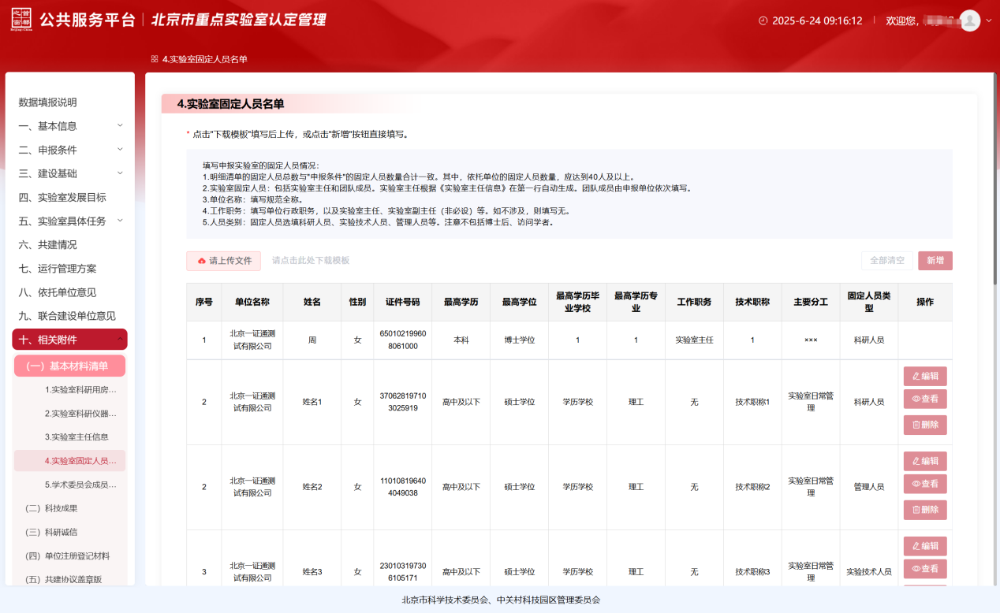 首都之窗
公共服务平台
北京市重点实验室认定管理
2025-6-24 09:16:12
欢迎您,
4.实验室固定人员名单
数据填报说明
一、基本信息
二、申报条件
三、建设基础
四、实验室发展目标
五、实验室具体任务
六、共建情况
七、运行管理方案
八、依托单位意见
九、联合建设单位意见
十、相关附件
（一）基本材料清单
1.实验室科研用房...
2.实验室科研仪器...
3.实验室主任信息
4.实验室固定人员...
5.学术委员会成员...
（二）科技成果
（三）科研诚信
（四）单位注册登记材料
（五）共建协议盖章版
4.实验室固定人员名单
* 点击"下载模板"填写后上传，或点击"新增"按钮直接填写。
填写申报实验室的固定人员情况：
1.明细清单的固定人员总数与"申报条件"的固定人员数量合计一致。其中，依托单位的固定人员数量，应达到40人及以上。
2.实验室固定人员：包括实验室主任和团队成员。实验室主任根据《实验室主任信息》在第一行自动生成。团队成员由申报单位依次填写。
3.单位名称：填写规范全称。
4.工作职务：填写单位行政职务，以及实验室主任、实验室副主任（非必设）等。如不涉及，则填写无。
5.人员类别：固定人员选填科研人员、实验技术人员、管理人员等。注意不包括博士后、访问学者。
请上传文件 请点击此处下载模板 全部清空 新增
序号 单位名称 姓名 性别 证件号码 最高学历 最高学位 最高学历毕业学校 最高学历专业 工作职务 技术职称 主要分工 固定人员类型 操作
1 北京一证通测试有限公司 周 女 650102199608061000 本科 博士学位 1 1 实验室主任 1 ××× 科研人员
2 北京一证通测试有限公司 姓名1 女 370628197103025919 高中及以下 硕士学位 学历学校 理工 无 技术职称1 实验室日常管理 科研人员 编辑 查看 删除
2 北京一证通测试有限公司 姓名2 女 110108196404049038 高中及以下 硕士学位 学历学校 理工 无 技术职称2 实验室日常管理 管理人员 编辑 查看 删除
3 北京一证通测试有限公司 姓名3 女 230103197306105171 高中及以下 硕士学位 学历学校 理工 无 技术职称3 实验室日常管理 实验技术人员 编辑 查看
北京市科学技术委员会、中关村科技园区管理委员会